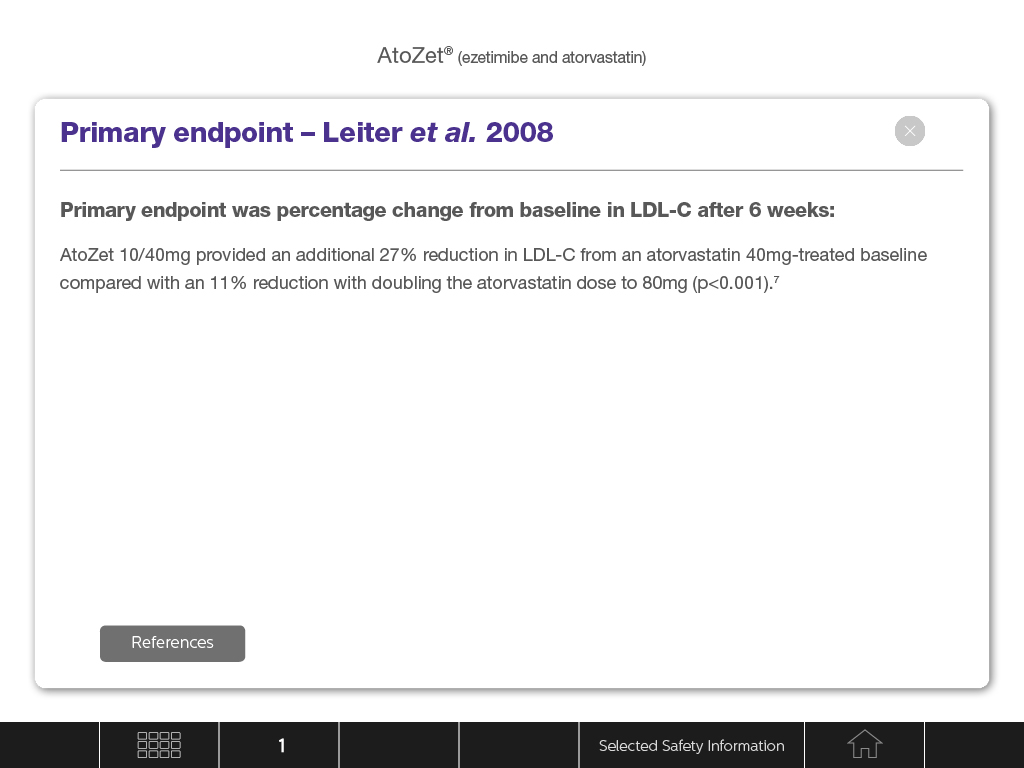 AtoZet® (ezetimibe and atorvastatin)
Primary endpoint – Leiter et al. 2008
Primary endpoint was percentage change from baseline in LDL-C after 6 weeks:
AtoZet 10/40mg provided an additional 27% reduction in LDL-C from an atorvastatin 40mg-treated baseline
compared with an 11% reduction with doubling the atorvastatin dose to 80mg (p<0.001).⁷
References
1
Selected Safety Information